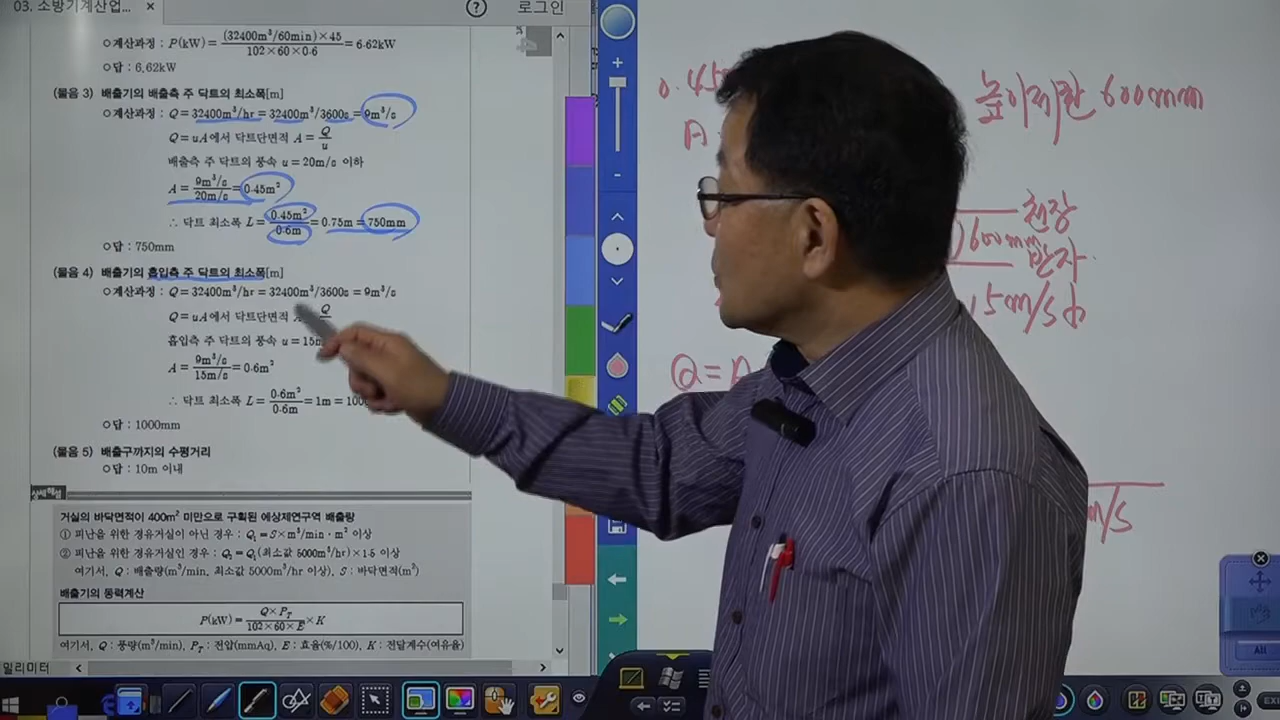 03. 소방기계산업...
로그인
○계산과정 : P(kW) = (32400m³/60min)×45 / 102×60×0.6 = 6.62kW
○답 : 6.62kW
(물음 3) 배출기의 배출측 주 닥트의 최소폭[m]
○계산과정 : Q = 32400m³/hr = 32400m³/3600s = 9m³/s
Q = uA에서 닥트단면적 A = Q/u
배출측 주 닥트의 풍속 u = 20m/s 이하
A = 9m³/s / 20m/s = 0.45m²
∴ 닥트 최소폭 L = 0.45m² / 0.6m = 0.75m = 750mm
○답 : 750mm
(물음 4) 배출기의 흡입측 주 닥트의 최소폭[m]
○계산과정 : Q = 32400m³/hr = 32400m³/3600s = 9m³/s
Q = uA에서 닥트단면적 Q
흡입측 주 닥트의 풍속 u = 15
A = 9m³/s / 15m/s = 0.6m²
∴ 닥트 최소폭 L = 0.6m² / 0.6m = 1m = 100
○답 : 1000mm
(물음 5) 배출구까지의 수평거리
○답 : 10m 이내
상세해설
거실의 바닥면적이 400m² 미만으로 구획된 예상제연구역 배출량
① 피난을 위한 경유거실이 아닌 경우 : Q₁ = S×m³/min·m² 이상
② 피난을 위한 경유거실인 경우 : Q₂ = Q₁(최소값 5000m³/hr)×1.5 이상
여기서, Q : 배출량(m³/min, 최소값 5000m³/hr 이상), S : 바닥면적(m²)
배출기의 동력계산
P(kW) = Q×P_T / 102×60×E × K
여기서, Q : 풍량(m³/min), P_T : 전압(mmAq), E : 효율(%/100), K : 전달계수(여유율)
밀리미터
0.45
높이제한 600mm
A
천장
600mm
반자
15m/s
Q = A
m/s
All